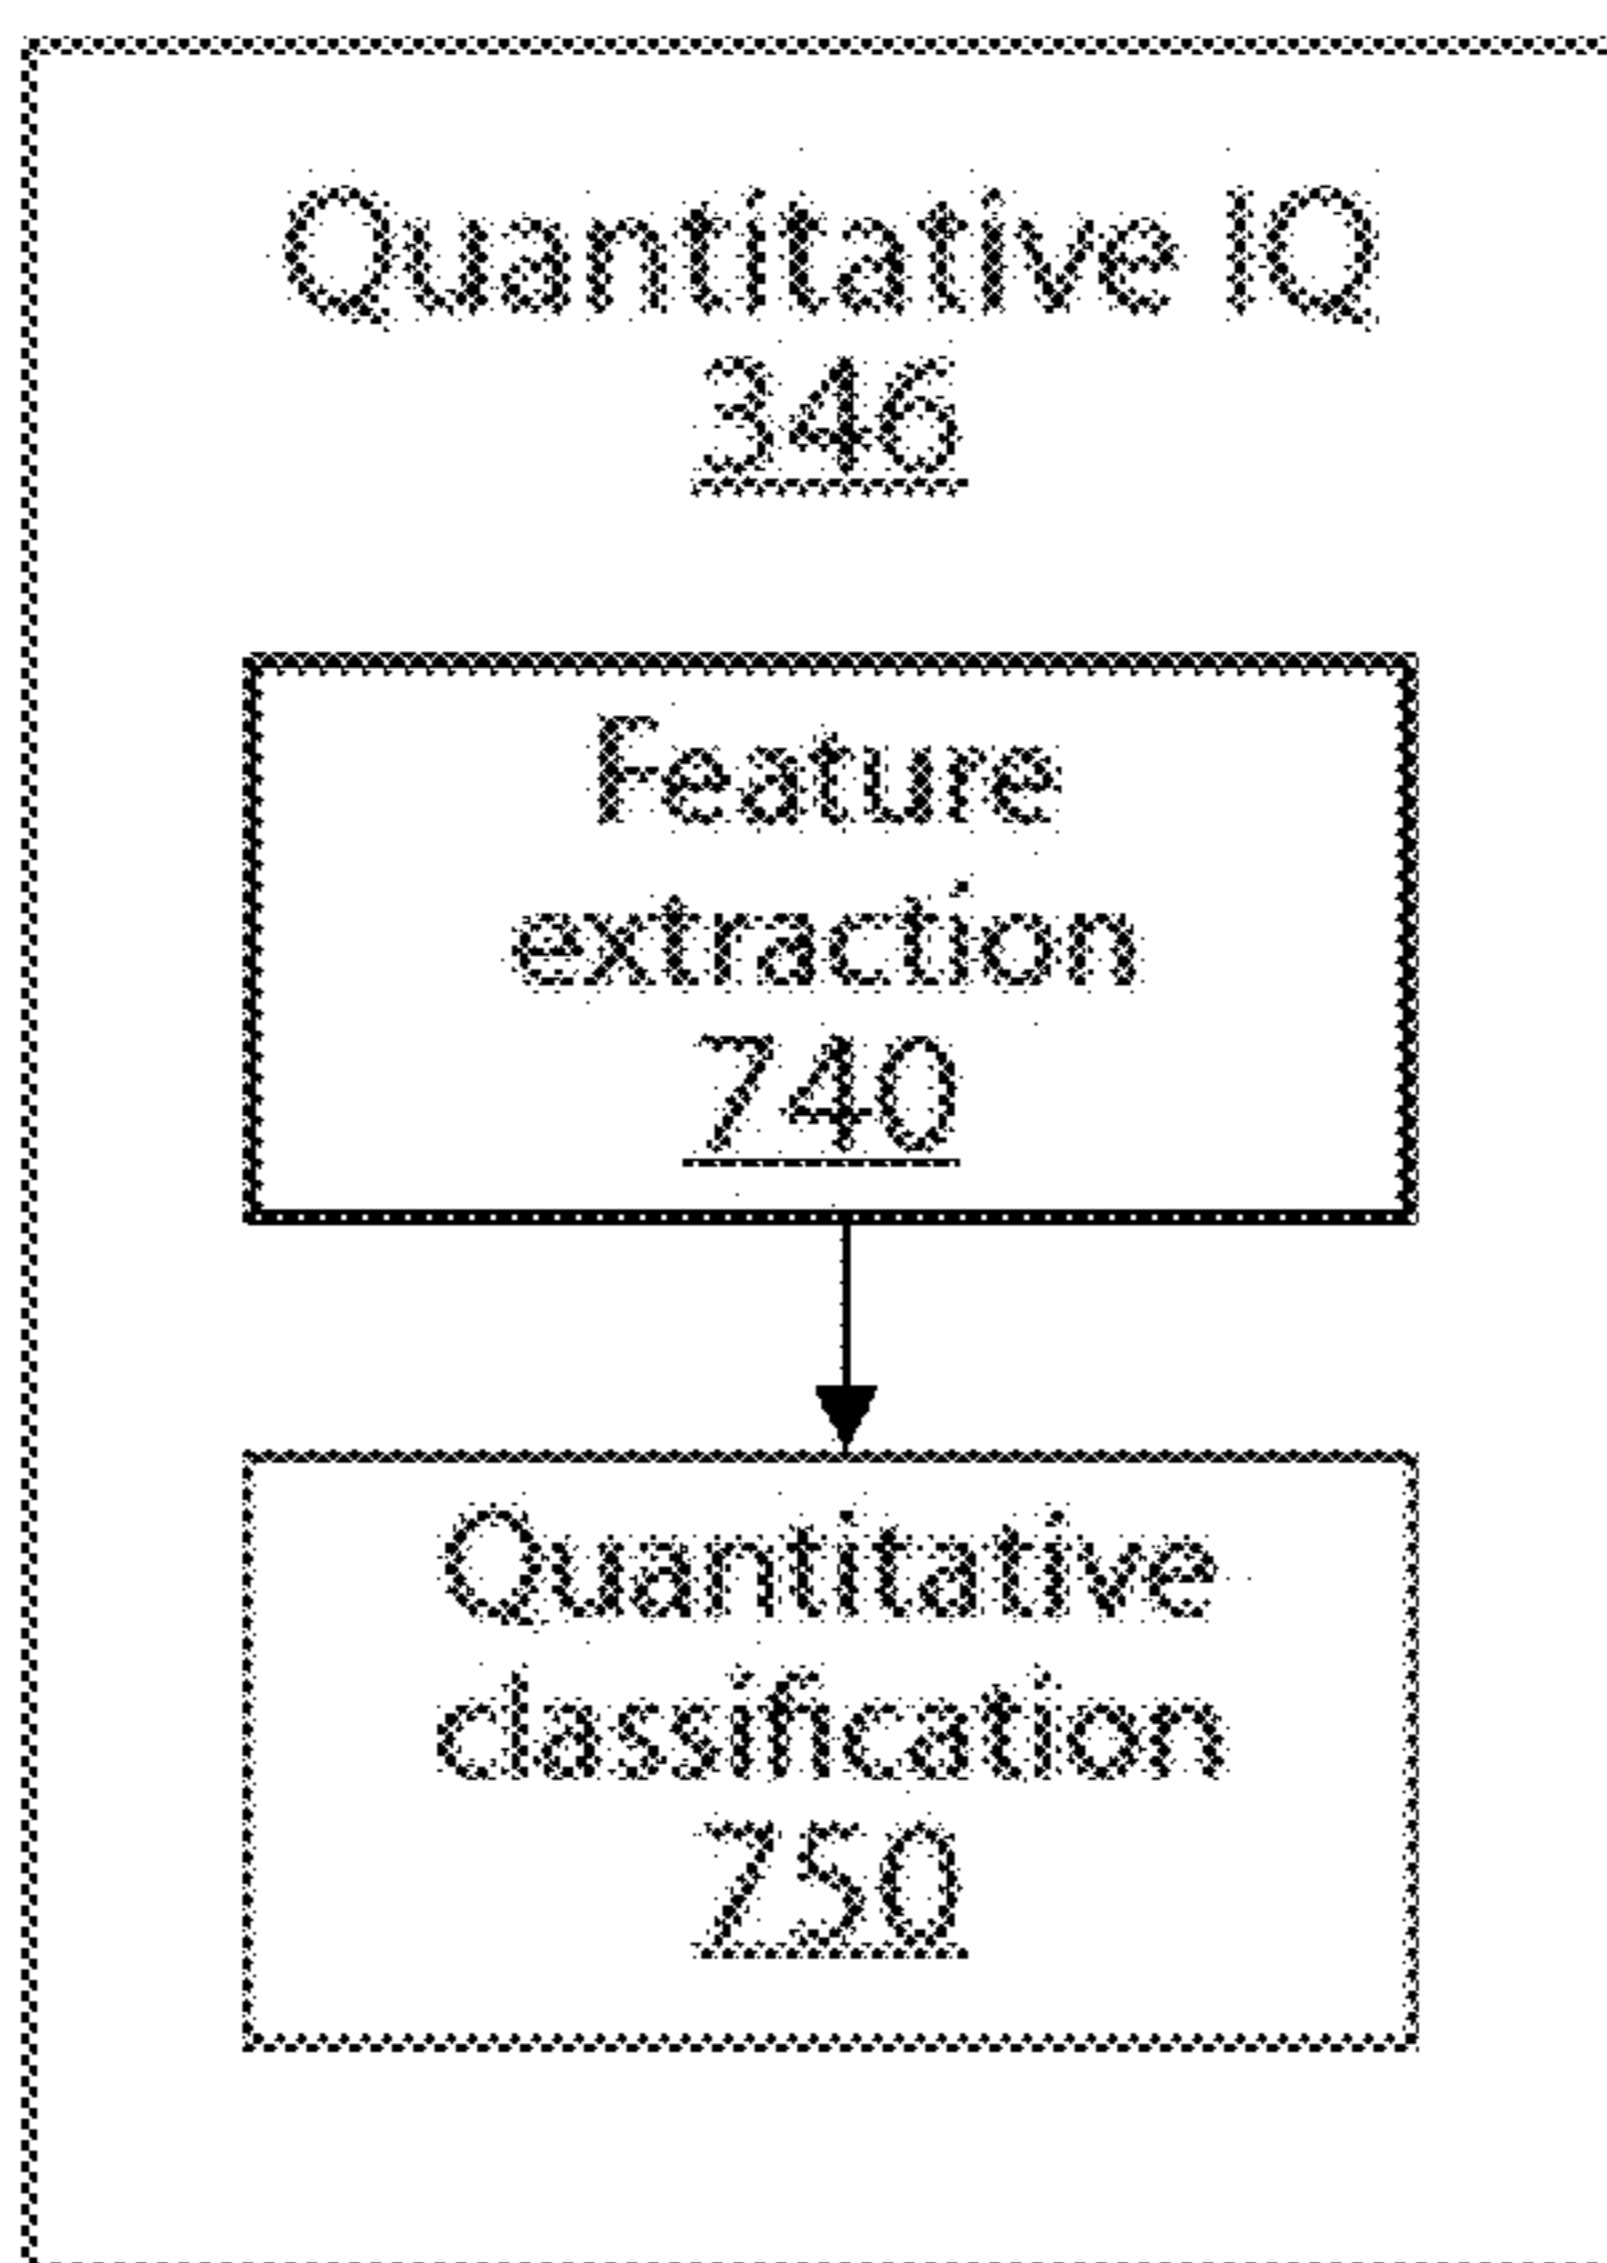 Quantitative IQ
346
Feature
extraction
740
Quantitative
classification
750